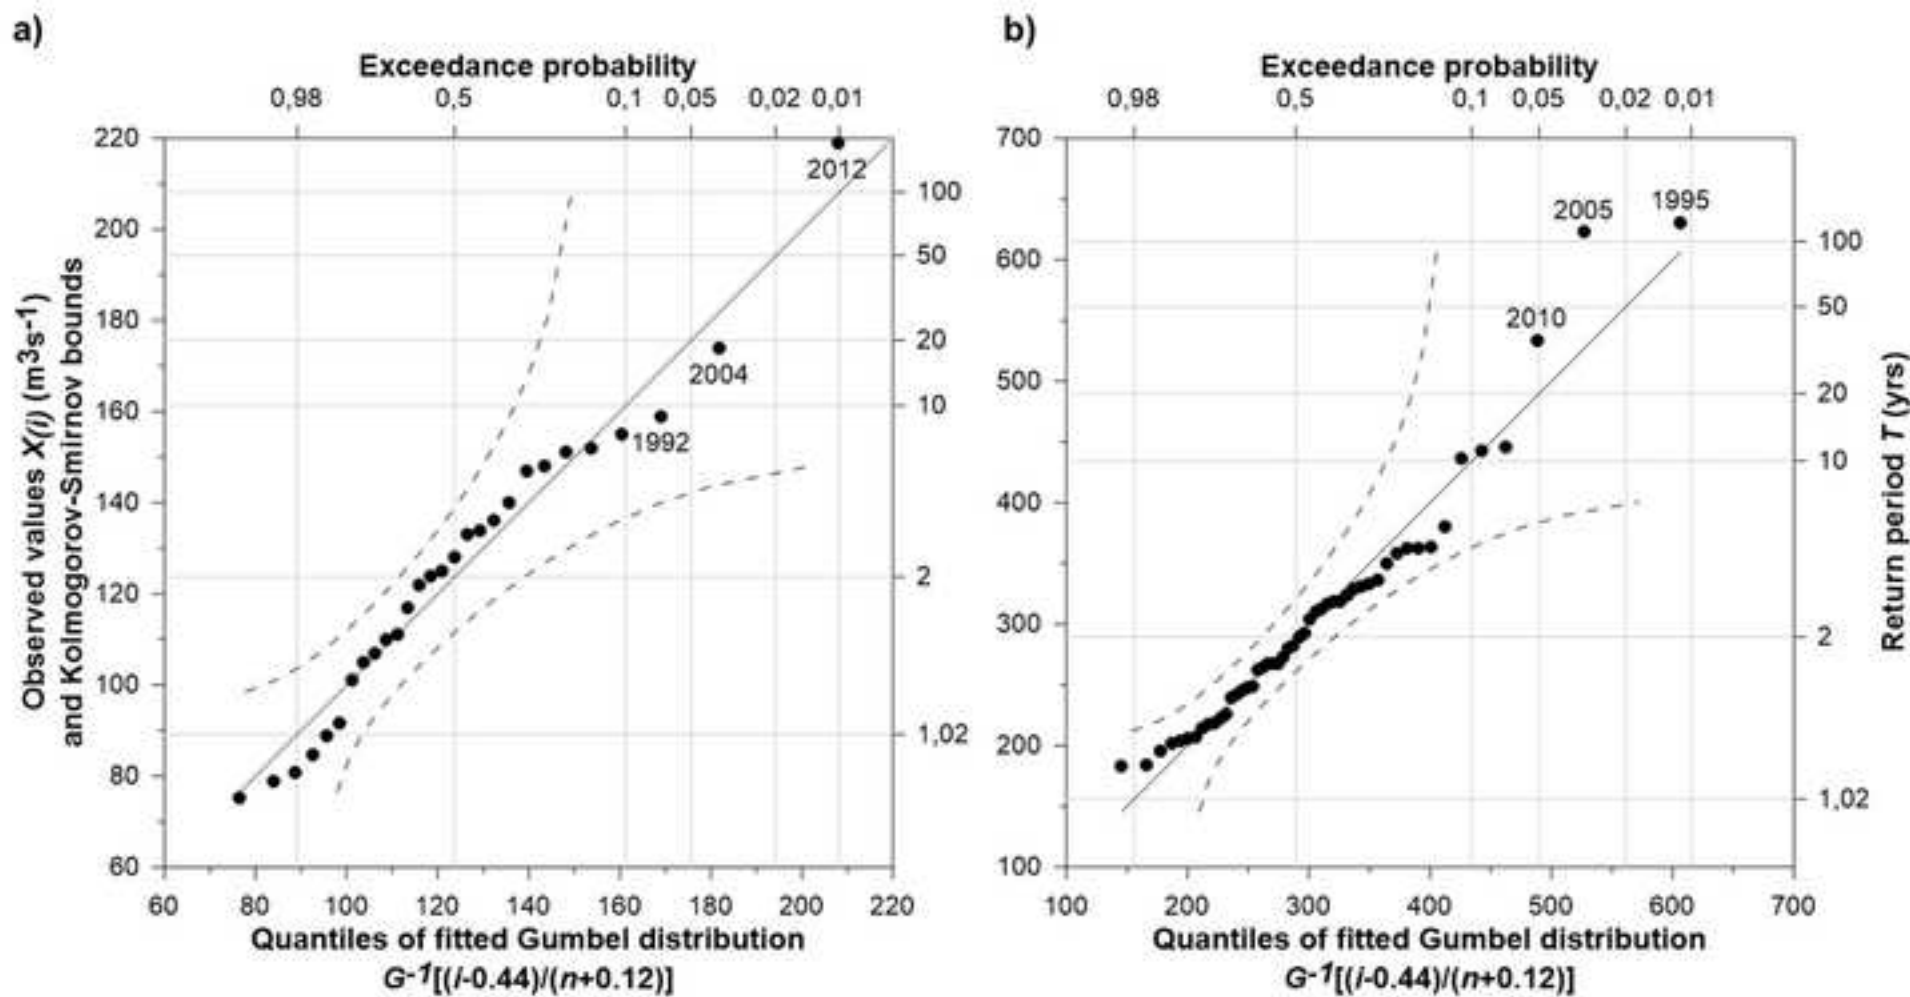 a)
Exceedance probability
0,98 0,5 0,1 0,05 0,02 0,01
220
200
180
160
140
120
100
80
60
Observed values X(i) (m3s-1)
and Kolmogorov-Smirnov bounds
2012
2004
1992
100
50
20
10
2
1,02
60 80 100 120 140 160 180 200 220
Quantiles of fitted Gumbel distribution
G-1[(i-0.44)/(n+0.12)]
b)
Exceedance probability
0,98 0,5 0,1 0,05 0,02 0,01
700
600
500
400
300
200
100
2005
1995
2010
100
50
20
10
2
1,02
Return period T (yrs)
100 200 300 400 500 600 700
Quantiles of fitted Gumbel distribution
G-1[(i-0.44)/(n+0.12)]